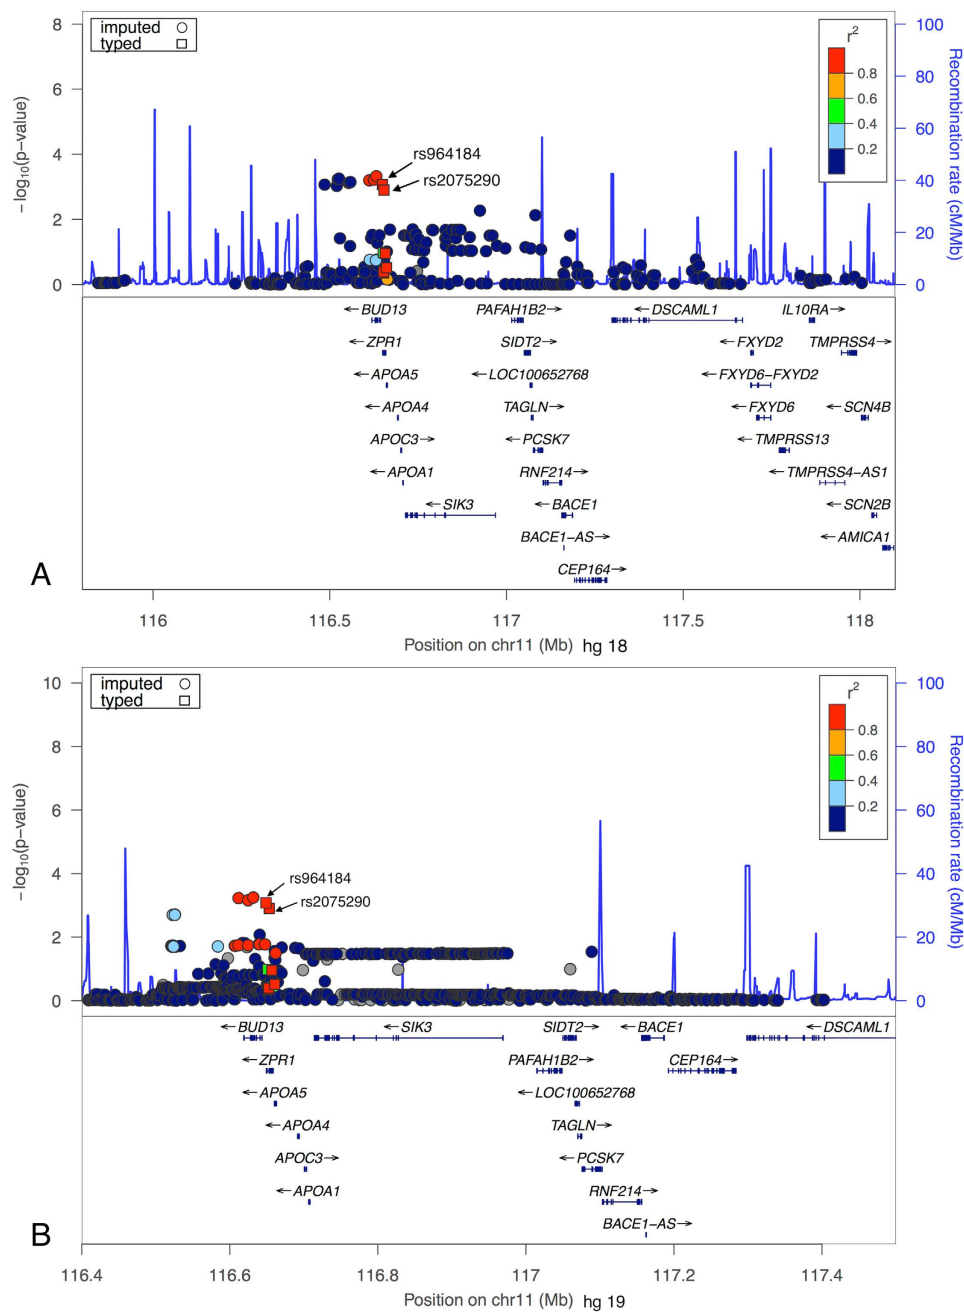 imputed
typed
r2
0.8
0.6
0.4
0.2
8
6
4
2
0
100
80
60
40
20
0
−log10(p−value)
Recombination rate (cM/Mb)
rs964184
rs2075290
←BUD13
PAFAH1B2→
←DSCAML1
IL10RA→
←ZPR1
SIDT2→
←FXYD2
TMPRSS4→
←APOA5
←LOC100652768
←FXYD6−FXYD2
←APOA4
TAGLN→
←FXYD6
←SCN4B
APOC3→
←PCSK7
←TMPRSS13
←APOA1
RNF214→
←TMPRSS4−AS1
←SIK3
←BACE1
←SCN2B
BACE1−AS→
←AMICA1
CEP164→
A
116
116.5
117
117.5
118
Position on chr11 (Mb) hg 18
imputed
typed
r2
0.8
0.6
0.4
0.2
10
8
6
4
2
0
100
80
60
40
20
0
−log10(p−value)
Recombination rate (cM/Mb)
rs964184
rs2075290
←BUD13
←SIK3
SIDT2→
←BACE1
←DSCAML1
←ZPR1
PAFAH1B2→
CEP164→
←APOA5
←LOC100652768
←APOA4
TAGLN→
APOC3→
←PCSK7
←APOA1
RNF214→
BACE1−AS→
B
116.4
116.6
116.8
117
117.2
117.4
Position on chr11 (Mb) hg 19